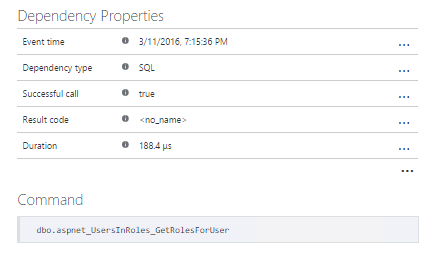 Dependency Properties
Event time 3/11/2016, 7:15:36 PM ...
Dependency type SQL ...
Successful call true ...
Result code <no_name> ...
Duration 188.4 µs ...
...
Command
dbo.aspnet_UsersInRoles_GetRolesForUser